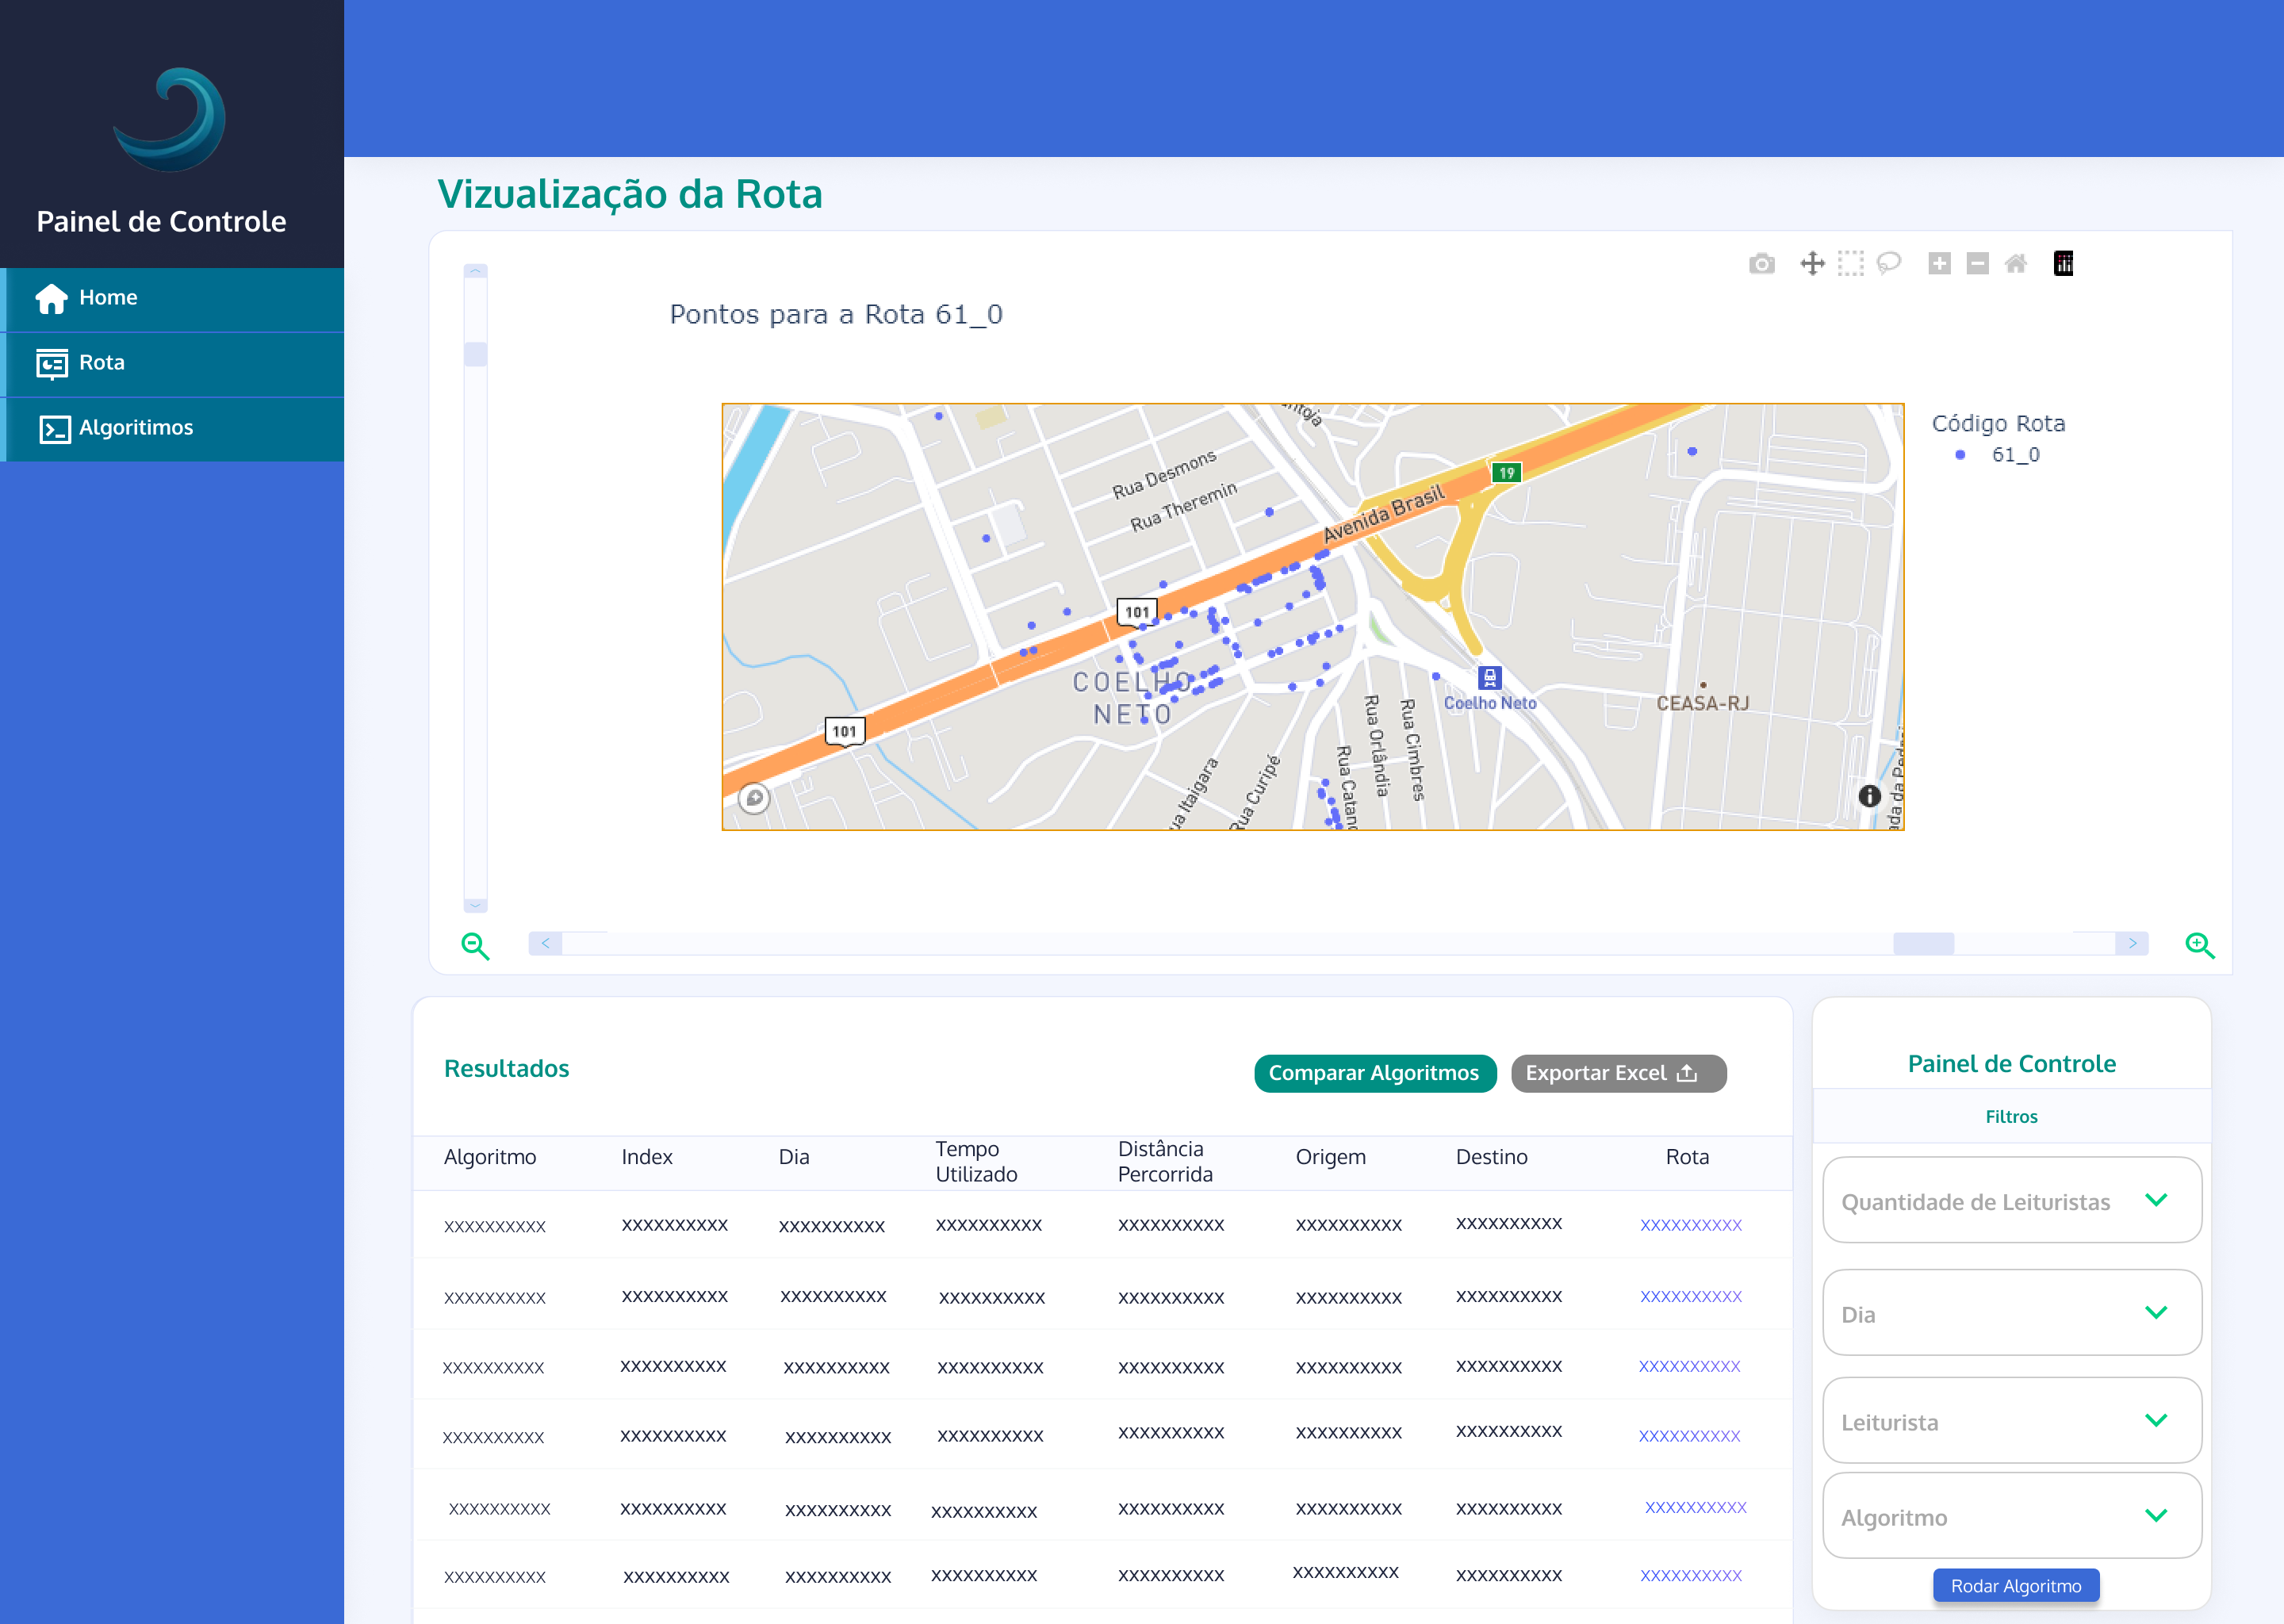 Painel de Controle
Home
Rota
Algoritimos
Vizualização da Rota
Pontos para a Rota 61_0
Código Rota
61_0
Rua Desmons
Rua Theremin
Avenida Brasil
19
101
101
COELHO
NETO
Coelho Neto
CEASA-RJ
Rua Orlândia
Rua Cimbres
Rua Curipé
Resultados
Comparar Algoritmos
Exportar Excel
Algoritmo Index Dia Tempo Utilizado Distância Percorrida Origem Destino Rota
xxxxxxxxxx xxxxxxxxxx xxxxxxxxxx xxxxxxxxxx xxxxxxxxxx xxxxxxxxxx xxxxxxxxxx xxxxxxxxxx
xxxxxxxxxx xxxxxxxxxx xxxxxxxxxx xxxxxxxxxx xxxxxxxxxx xxxxxxxxxx xxxxxxxxxx xxxxxxxxxx
xxxxxxxxxx xxxxxxxxxx xxxxxxxxxx xxxxxxxxxx xxxxxxxxxx xxxxxxxxxx xxxxxxxxxx xxxxxxxxxx
xxxxxxxxxx xxxxxxxxxx xxxxxxxxxx xxxxxxxxxx xxxxxxxxxx xxxxxxxxxx xxxxxxxxxx xxxxxxxxxx
xxxxxxxxxx xxxxxxxxxx xxxxxxxxxx xxxxxxxxxx xxxxxxxxxx xxxxxxxxxx xxxxxxxxxx xxxxxxxxxx
xxxxxxxxxx xxxxxxxxxx xxxxxxxxxx xxxxxxxxxx xxxxxxxxxx xxxxxxxxxx xxxxxxxxxx xxxxxxxxxx
Painel de Controle
Filtros
Quantidade de Leituristas
Dia
Leiturista
Algoritmo
Rodar Algoritmo